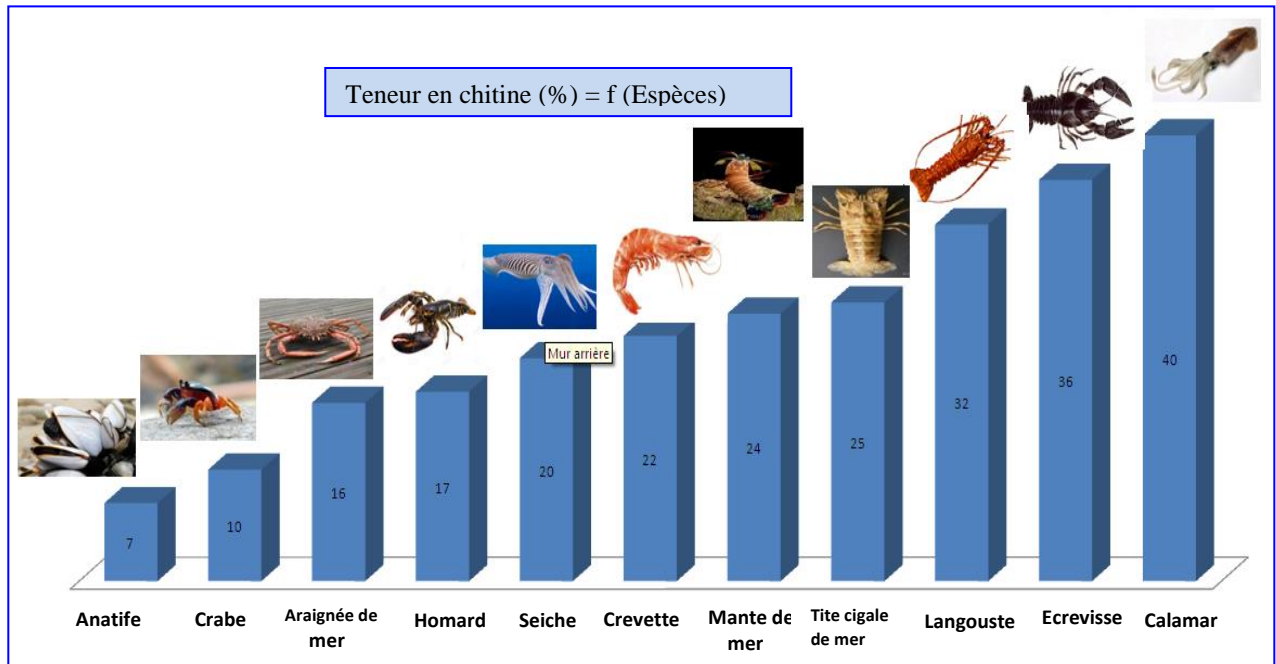 Teneur en chitine (%) = f (Espèces)
Mur arrière
7
10
16
17
20
22
24
25
32
36
40
Anatife
Crabe
Araignée de
mer
Homard
Seiche
Crevette
Mante de
mer
Tite cigale
de mer
Langouste
Ecrevisse
Calamar